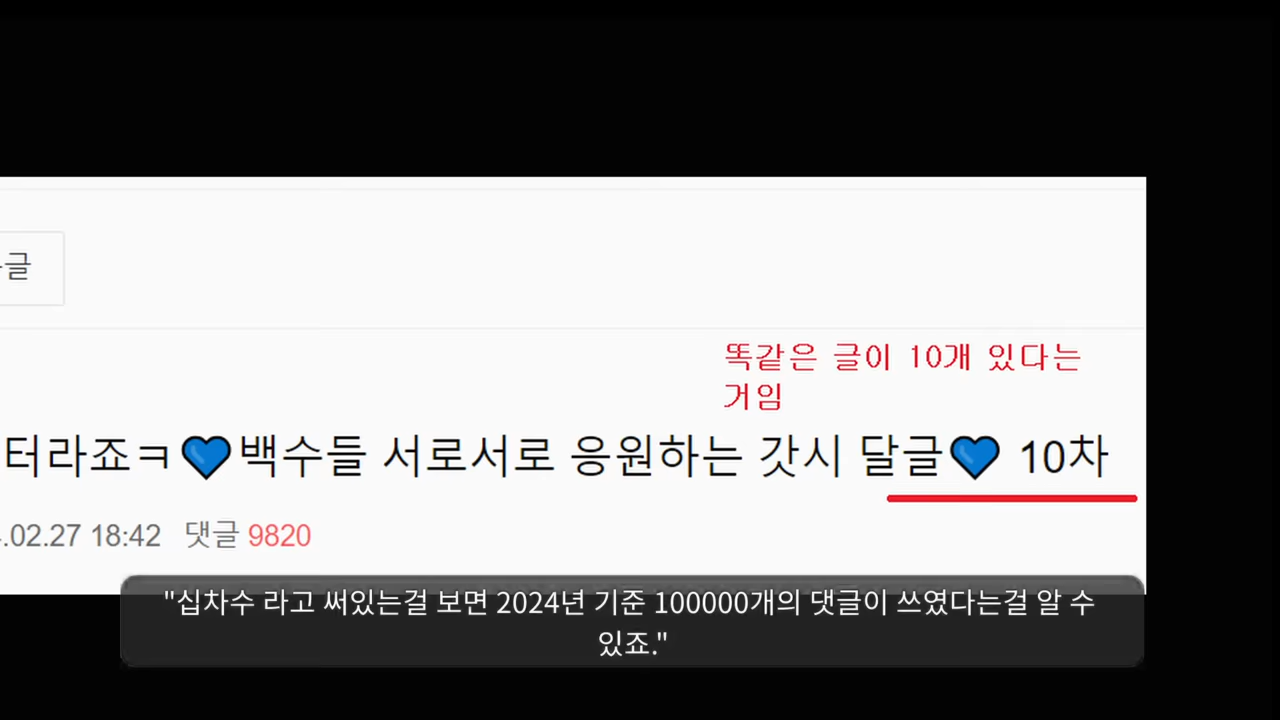 글
똑같은 글이 10개 있다는
거임
터라죠ㅋ💙백수들 서로서로 응원하는 갓시 달글💙 10차
.02.27 18:42 댓글 9820
"십차수 라고 써있는걸 보면 2024년 기준 100000개의 댓글이 쓰였다는걸 알 수
있죠."